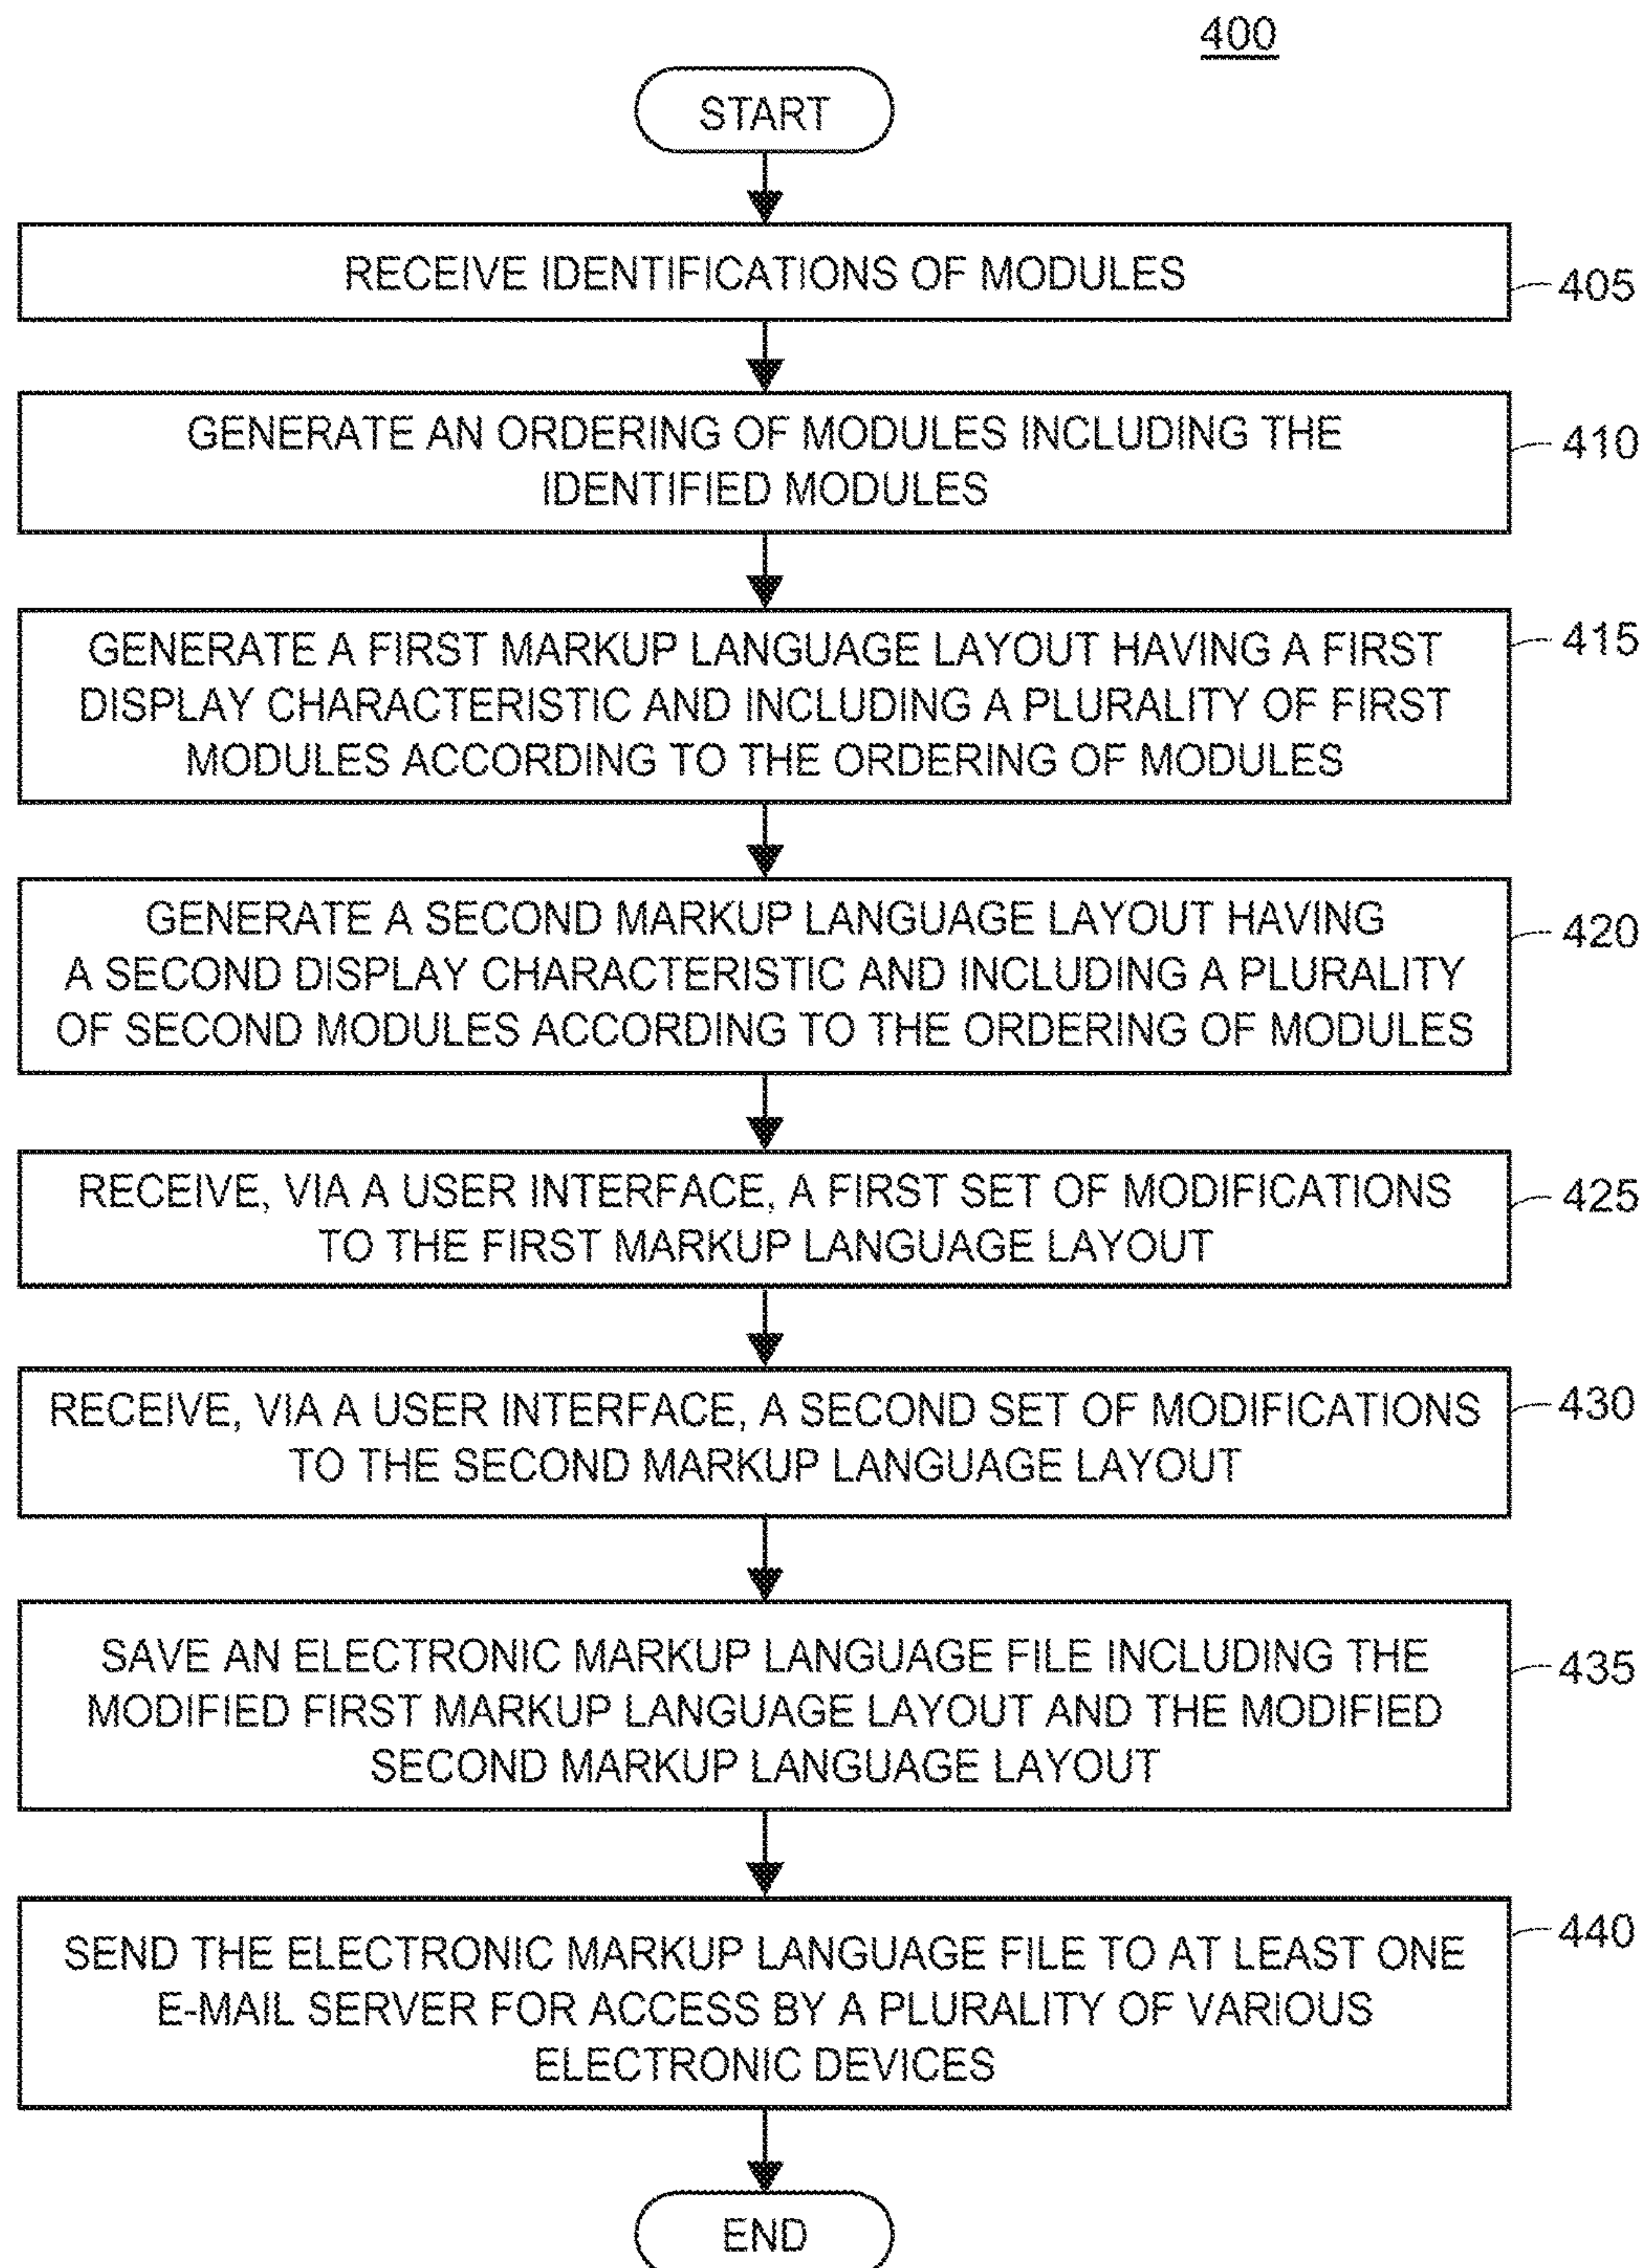 400
START
RECEIVE IDENTIFICATIONS OF MODULES
405
GENERATE AN ORDERING OF MODULES INCLUDING THE
IDENTIFIED MODULES
410
GENERATE A FIRST MARKUP LANGUAGE LAYOUT HAVING A FIRST
DISPLAY CHARACTERISTIC AND INCLUDING A PLURALITY OF FIRST
MODULES ACCORDING TO THE ORDERING OF MODULES
415
GENERATE A SECOND MARKUP LANGUAGE LAYOUT HAVING
A SECOND DISPLAY CHARACTERISTIC AND INCLUDING A PLURALITY
OF SECOND MODULES ACCORDING TO THE ORDERING OF MODULES
420
RECEIVE, VIA A USER INTERFACE, A FIRST SET OF MODIFICATIONS
TO THE FIRST MARKUP LANGUAGE LAYOUT
425
RECEIVE, VIA A USER INTERFACE, A SECOND SET OF MODIFICATIONS
TO THE SECOND MARKUP LANGUAGE LAYOUT
430
SAVE AN ELECTRONIC MARKUP LANGUAGE FILE INCLUDING THE
MODIFIED FIRST MARKUP LANGUAGE LAYOUT AND THE MODIFIED
SECOND MARKUP LANGUAGE LAYOUT
435
SEND THE ELECTRONIC MARKUP LANGUAGE FILE TO AT LEAST ONE
E-MAIL SERVER FOR ACCESS BY A PLURALITY OF VARIOUS
ELECTRONIC DEVICES
440
END